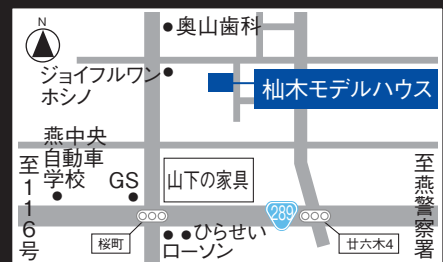 N
奥山歯科
ジョイフルワン
ホシノ
杣木モデルハウス
燕中央
自動車
学校
至116号
GS
山下の家具
至燕警察署
289
桜町
ひらせい
ローソン
廿六木4